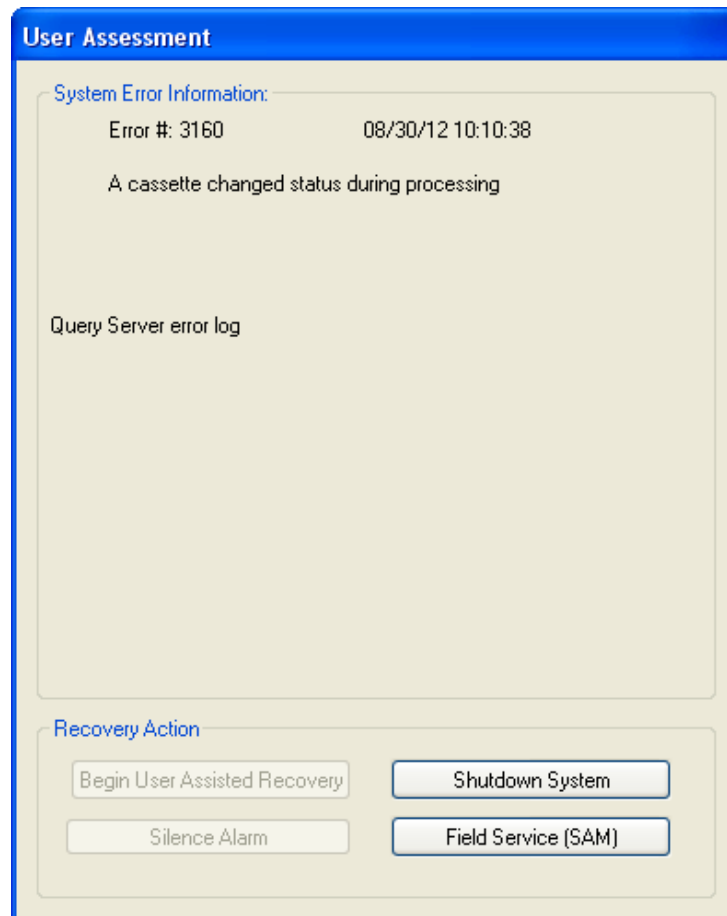 User Assessment
System Error Information:
Error #: 3160 08/30/12 10:10:38
A cassette changed status during processing
Query Server error log
Recovery Action
Begin User Assisted Recovery Shutdown System
Silence Alarm Field Service (SAM)